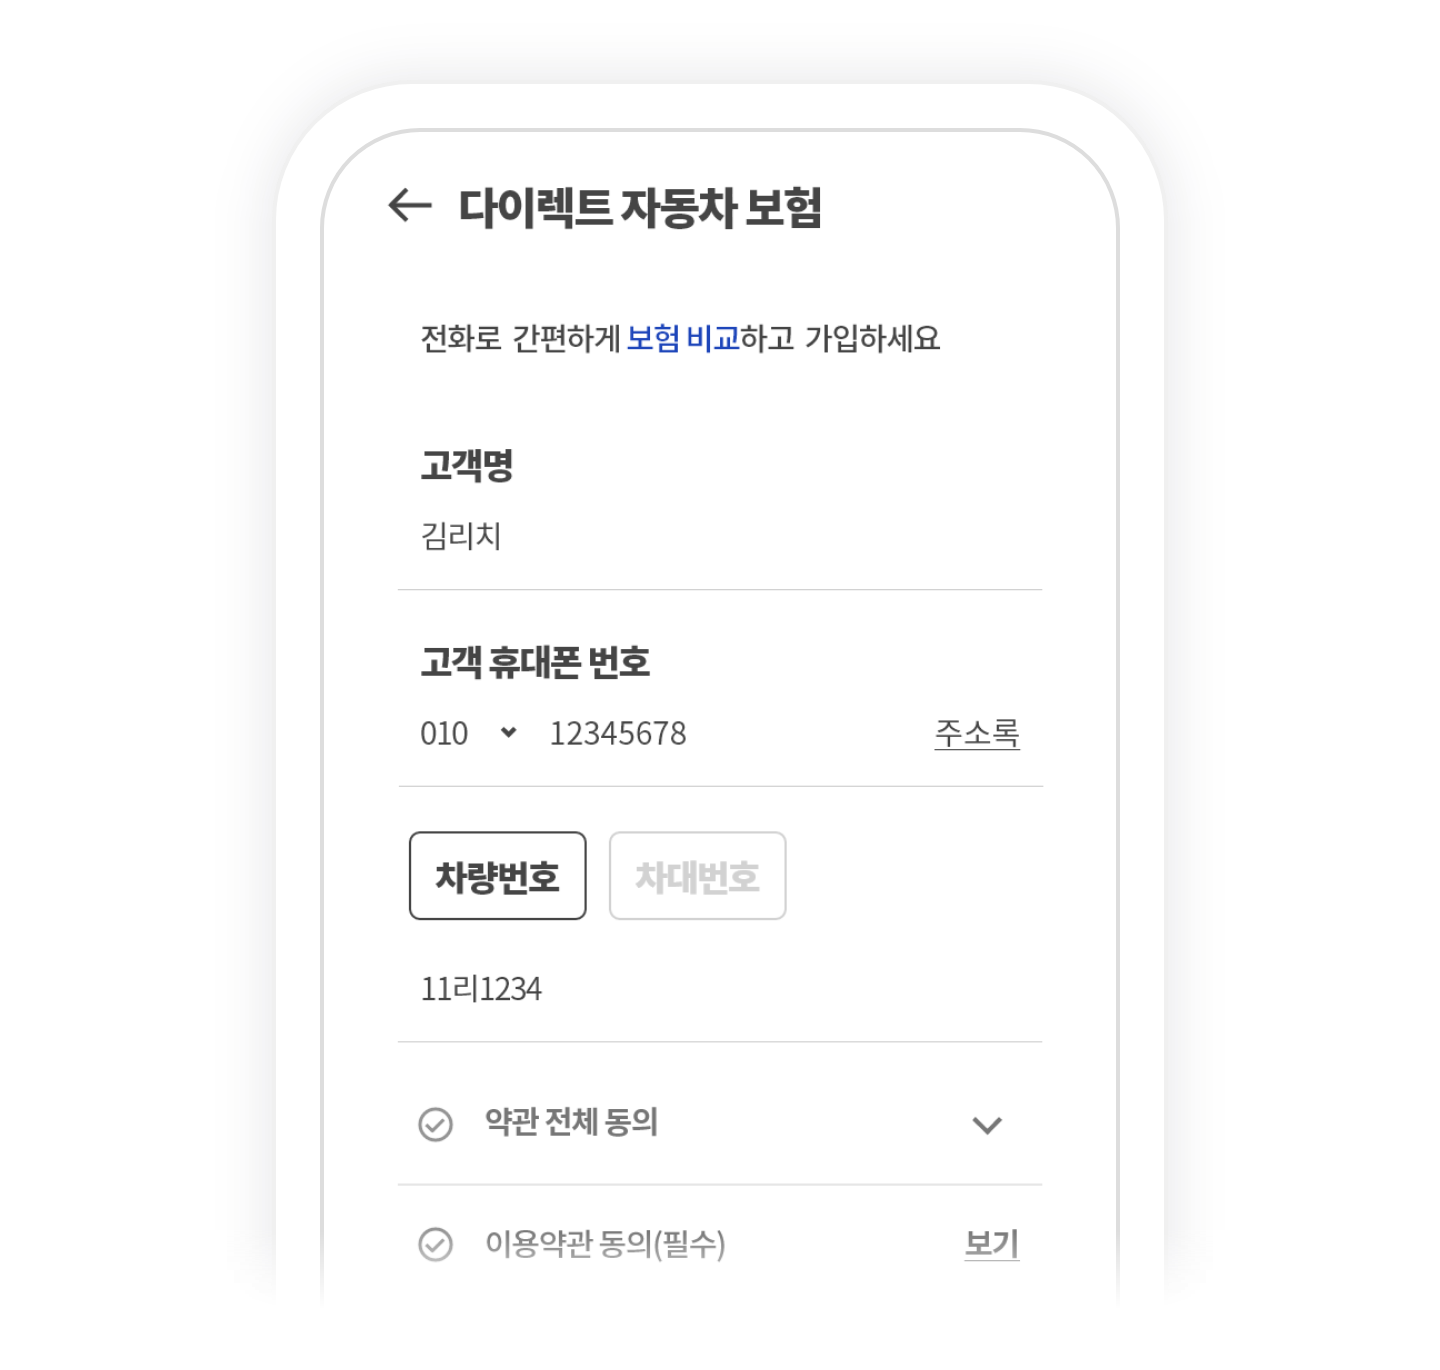 다이렉트 자동차 보험
전화로 간편하게 보험 비교하고 가입하세요
고객명
김리치
고객 휴대폰 번호
010 12345678 주소록
차량번호 차대번호
11리1234
약관 전체 동의
이용약관 동의(필수) 보기